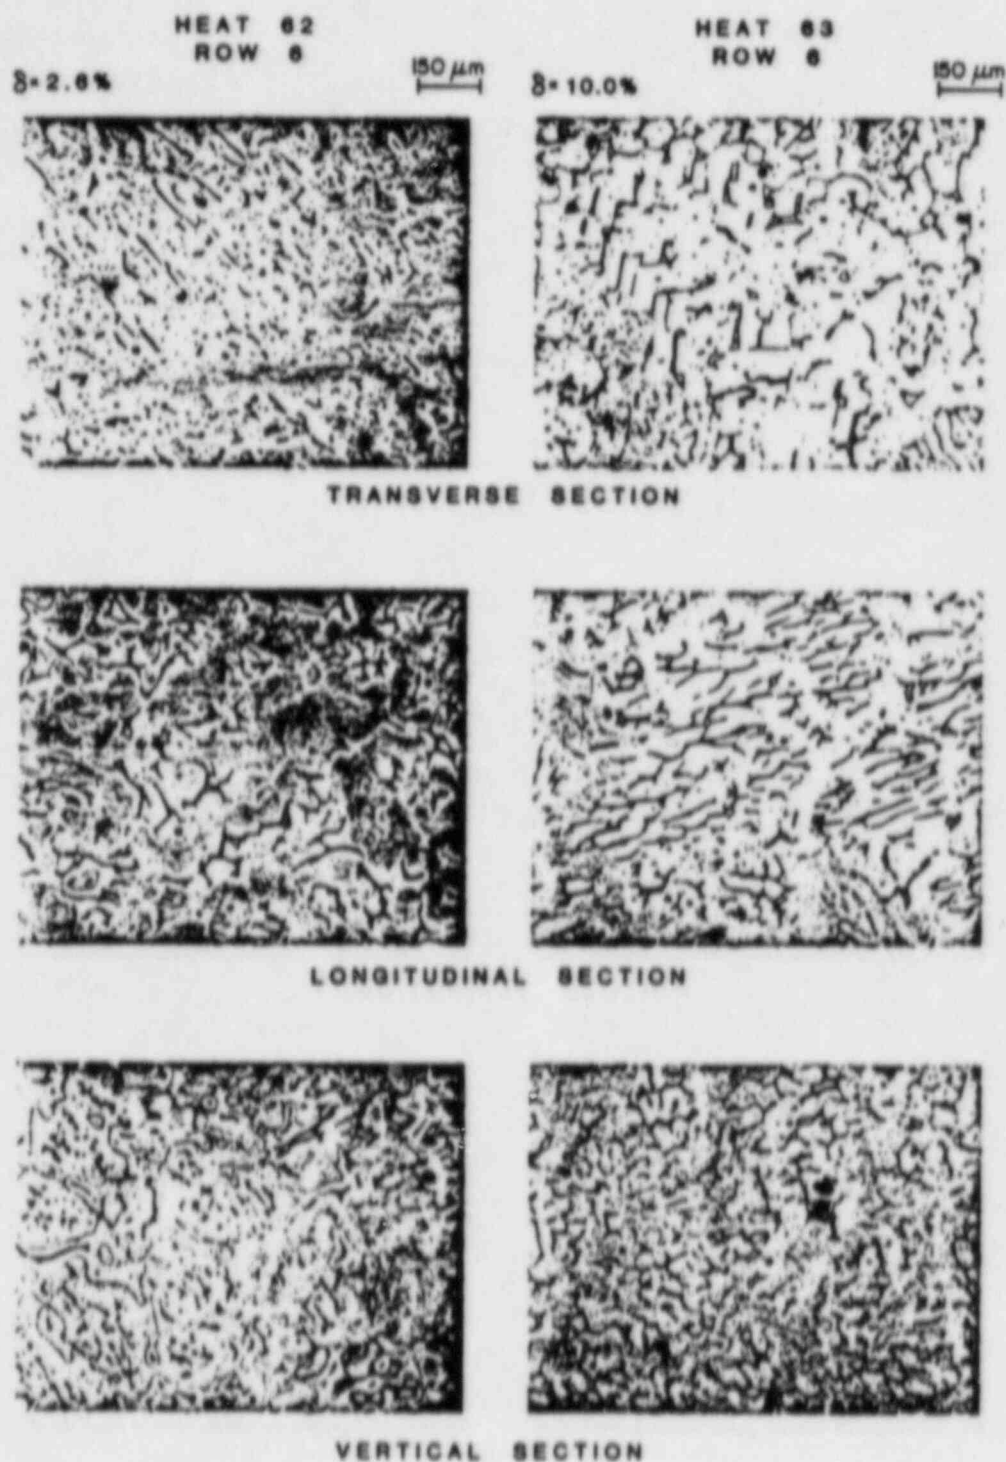 HEAT 62
ROW 6
δ= 2.6%
150 μm
HEAT 63
ROW 6
δ= 10.0%
150 μm
TRANSVERSE SECTION
LONGITUDINAL SECTION
VERTICAL SECTION